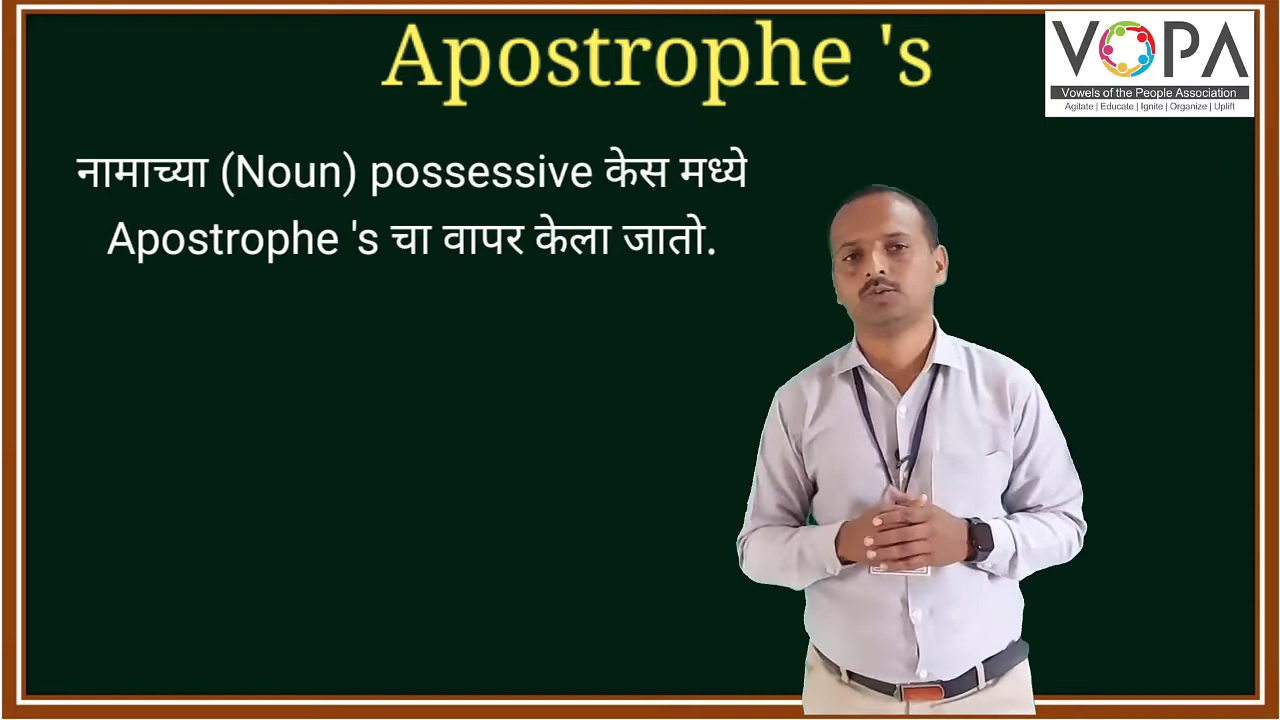 Apostrophe 's
VOPA
Vowels of the People Association
Agitate | Educate | Ignite | Organize | Uplift
नामाच्या (Noun) possessive केस मध्ये
Apostrophe 's चा वापर केला जातो.